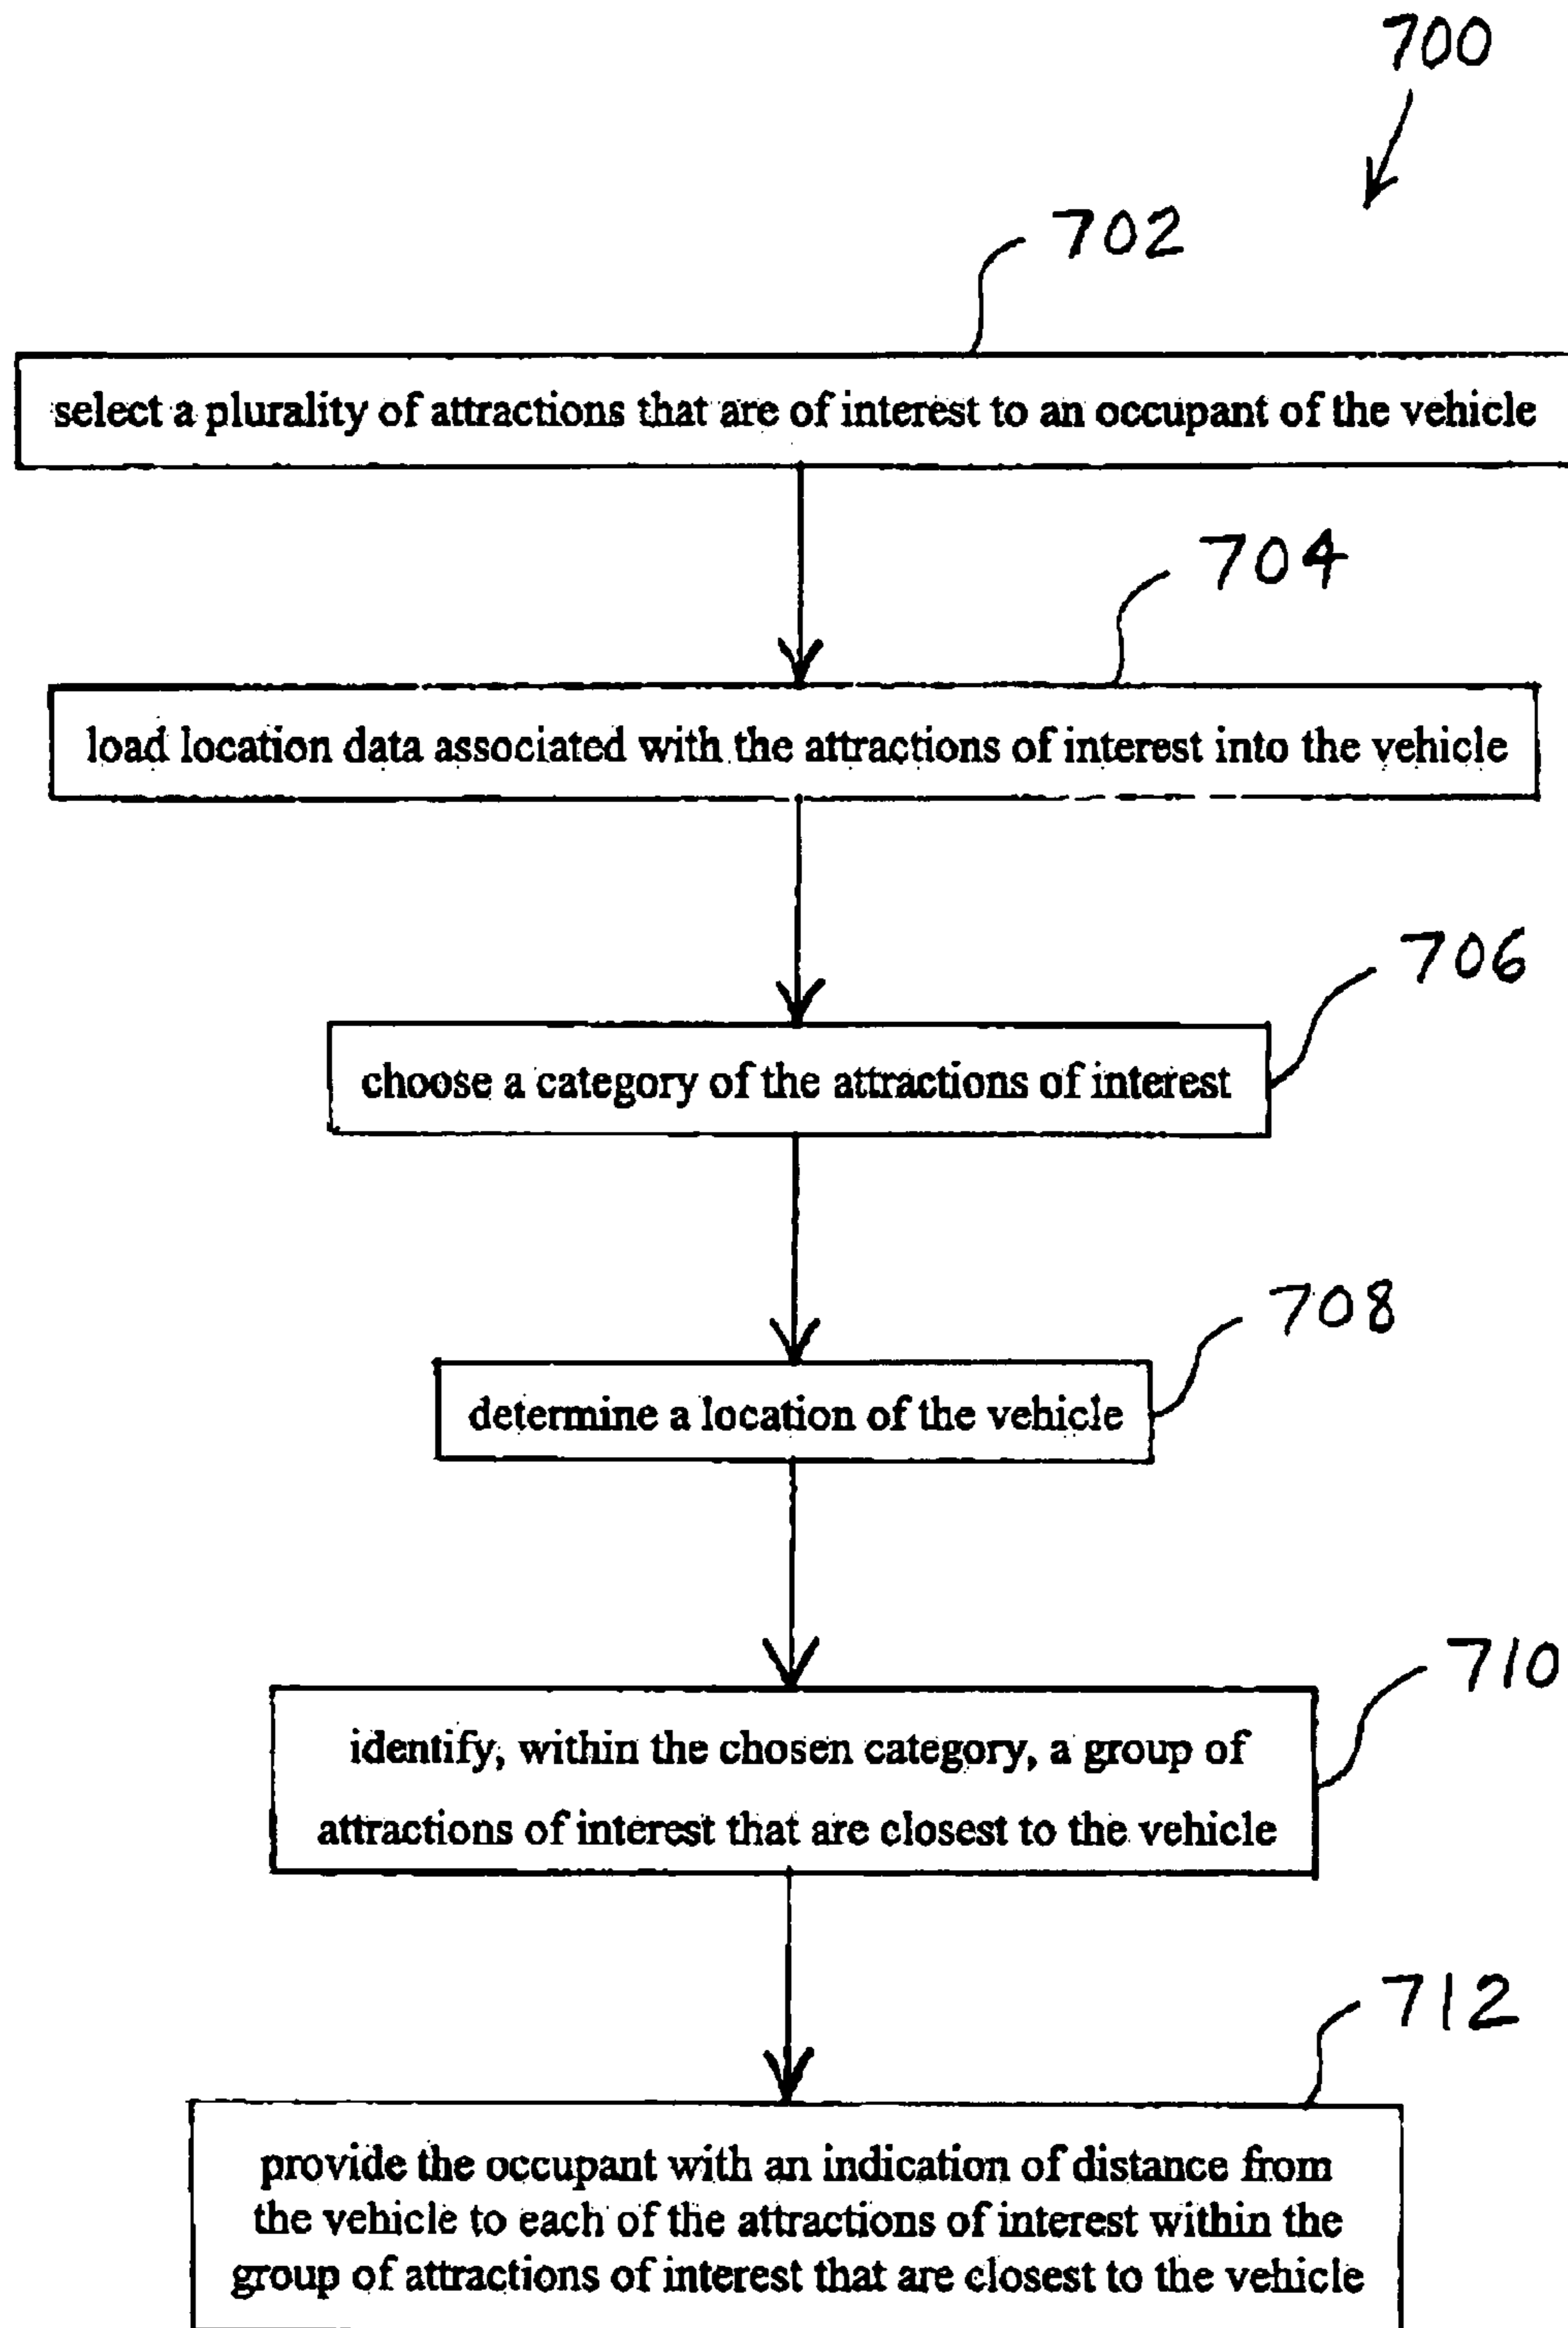 700
702
select a plurality of attractions that are of interest to an occupant of the vehicle
704
load location data associated with the attractions of interest into the vehicle
706
choose a category of the attractions of interest
708
determine a location of the vehicle
710
identify, within the chosen category, a group of
attractions of interest that are closest to the vehicle
712
provide the occupant with an indication of distance from
the vehicle to each of the attractions of interest within the
group of attractions of interest that are closest to the vehicle